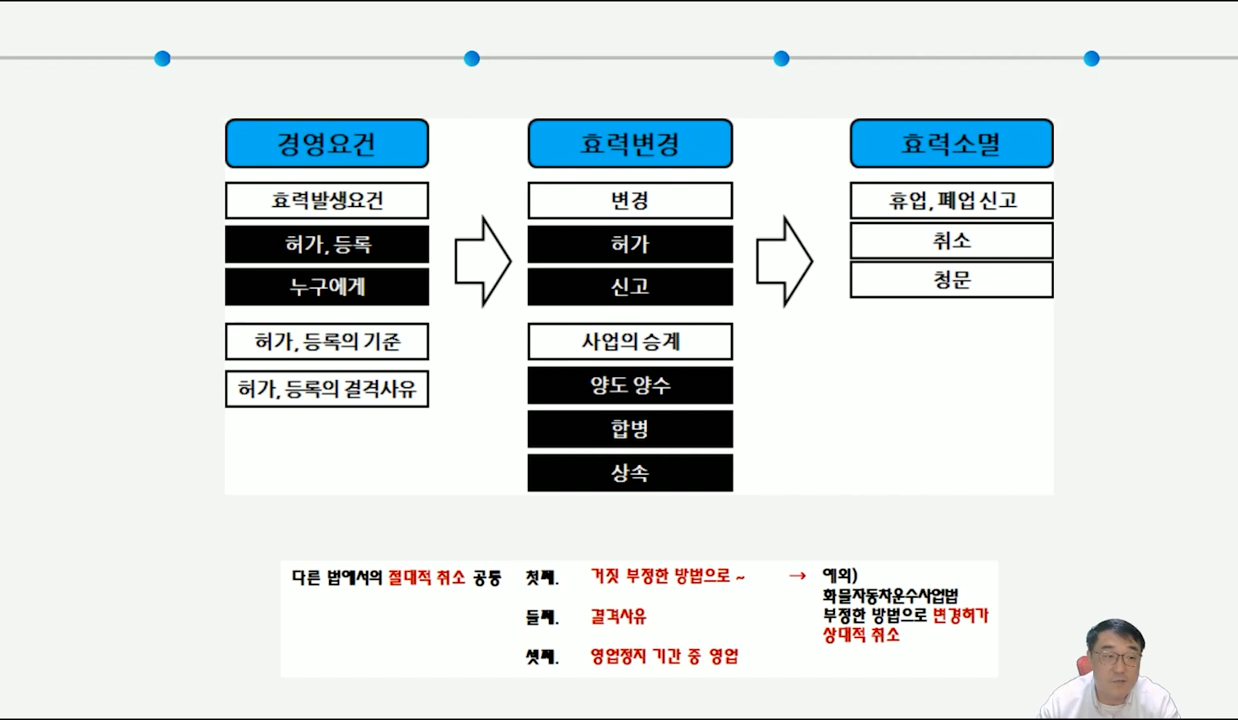 경영요건
효력발생요건
허가, 등록
누구에게
허가, 등록의 기준
허가, 등록의 결격사유
효력변경
변경
허가
신고
사업의 승계
양도 양수
합병
상속
효력소멸
휴업, 폐업 신고
취소
청문
다른 법에서의 절대적 취소 공통
첫째. 거짓 부정한 방법으로 ~ → 예외)
화물자동차운수사업법
둘째. 결격사유 부정한 방법으로 변경허가
상대적 취소
셋째. 영업정지 기간 중 영업